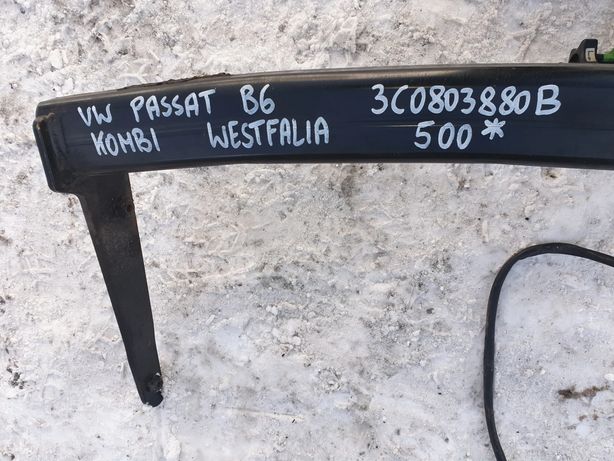 VW PASSAT B6 3C0803880B
KOMBI WESTFALIA 500*